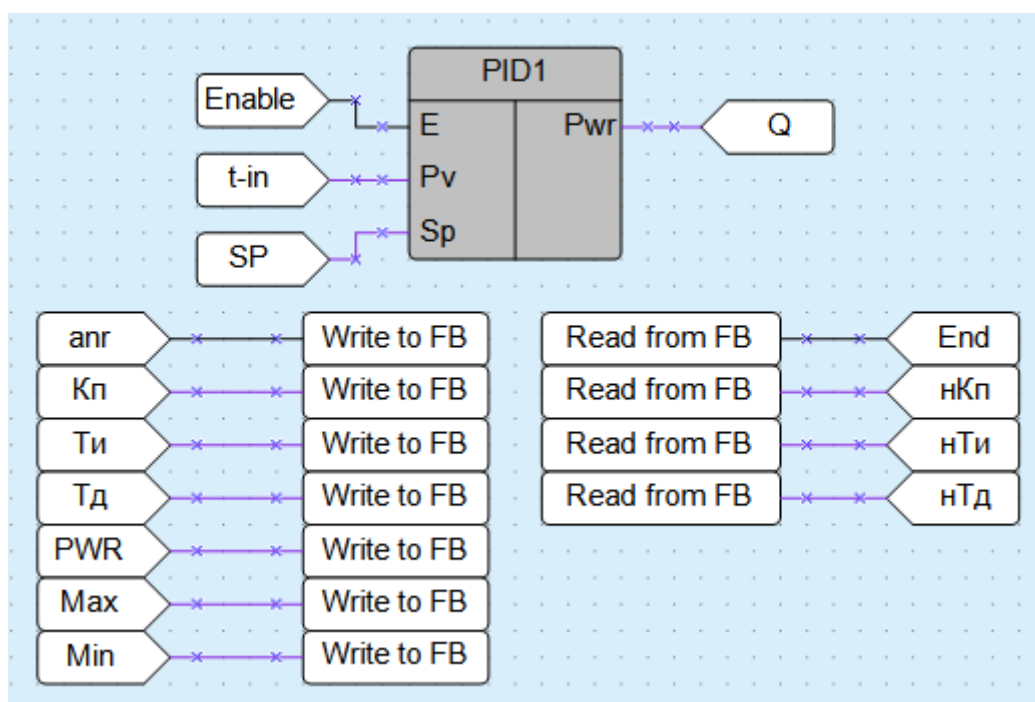 PID1
Enable
E
Pwr
Q
t-in
Pv
SP
Sp
anr
Write to FB
Read from FB
End
Кп
Write to FB
Read from FB
нКп
Ти
Write to FB
Read from FB
нТи
Тд
Write to FB
Read from FB
нТд
PWR
Write to FB
Max
Write to FB
Min
Write to FB